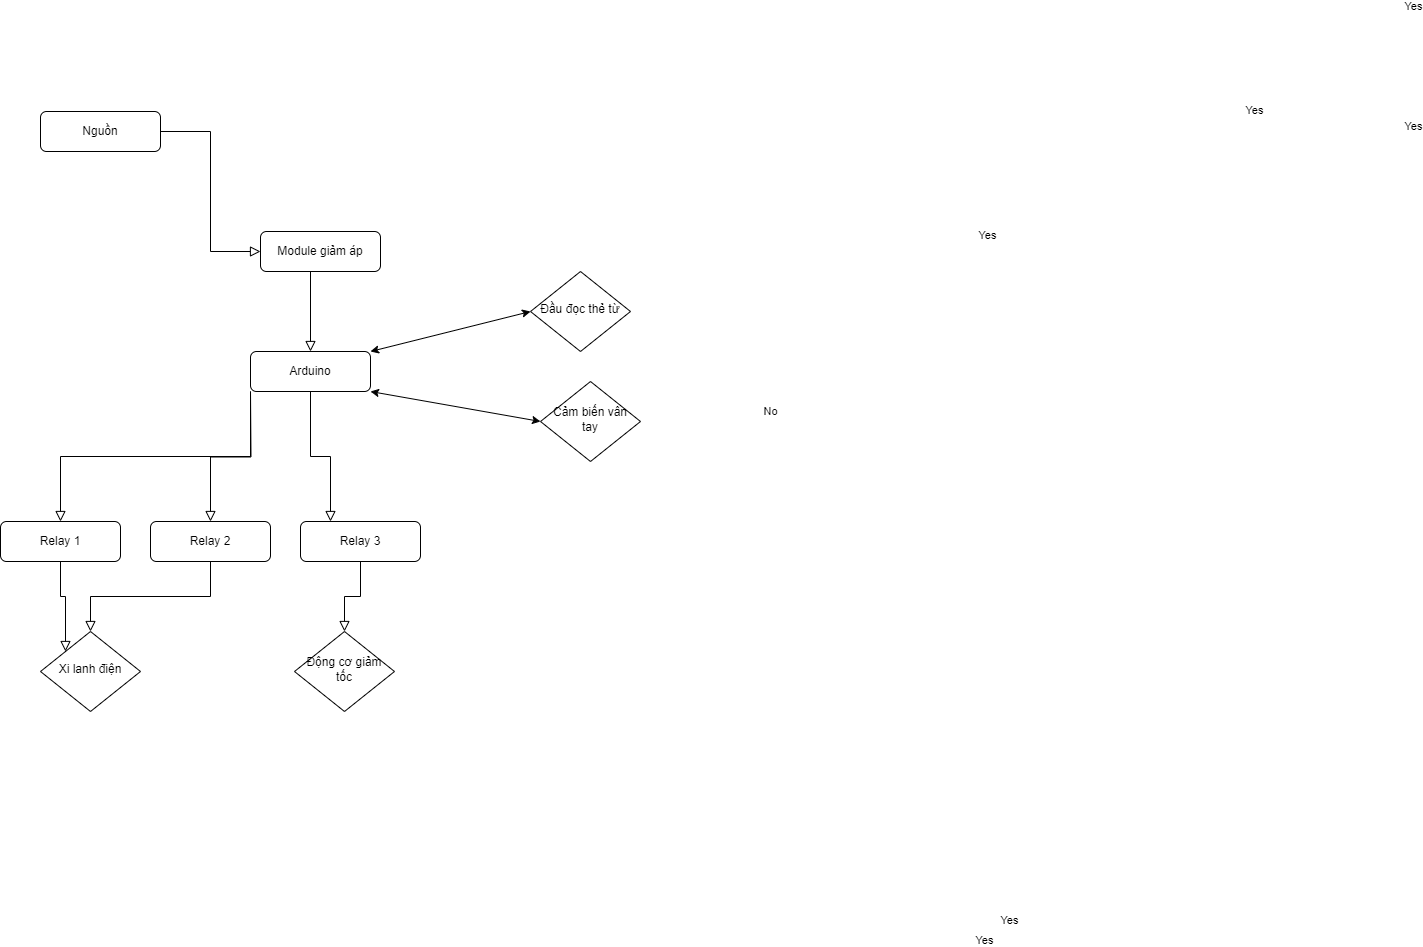 Yes
Yes
Nguồn
Yes
Yes
Module giảm áp
Đầu đọc thẻ từ
Arduino
Cảm biến vân
tay
No
Relay 1
Relay 2
Relay 3
Xi lanh điện
Động cơ giảm
tốc
Yes
Yes